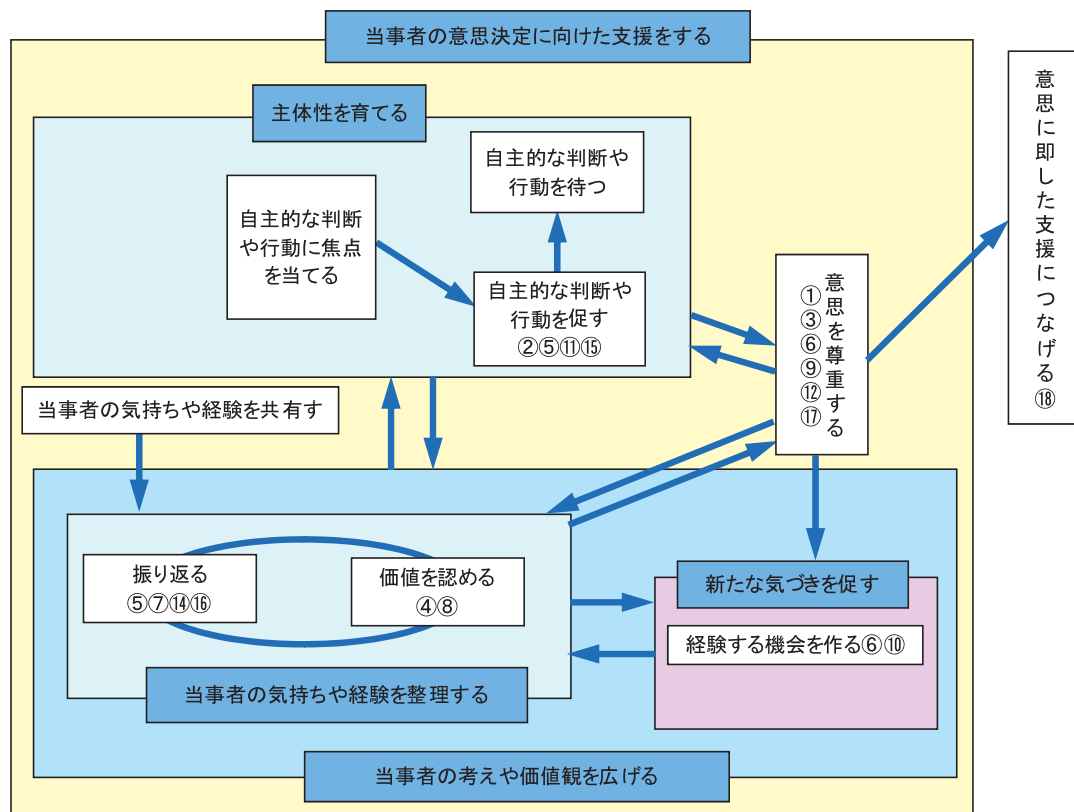 当事者の意思決定に向けた支援をする
主体性を育てる
自主的な判断や
行動を待つ
自主的な判断
や行動に焦点
を当てる
自主的な判断や
行動を促す
②⑤⑪⑮
意思を尊重する
①③⑥⑨⑫⑰
意思に即した支援につなげる⑱
当事者の気持ちや経験を共有す
振り返る
⑤⑦⑭⑯
価値を認める
④⑧
当事者の気持ちや経験を整理する
新たな気づきを促す
経験する機会を作る⑥⑩
当事者の考えや価値観を広げる